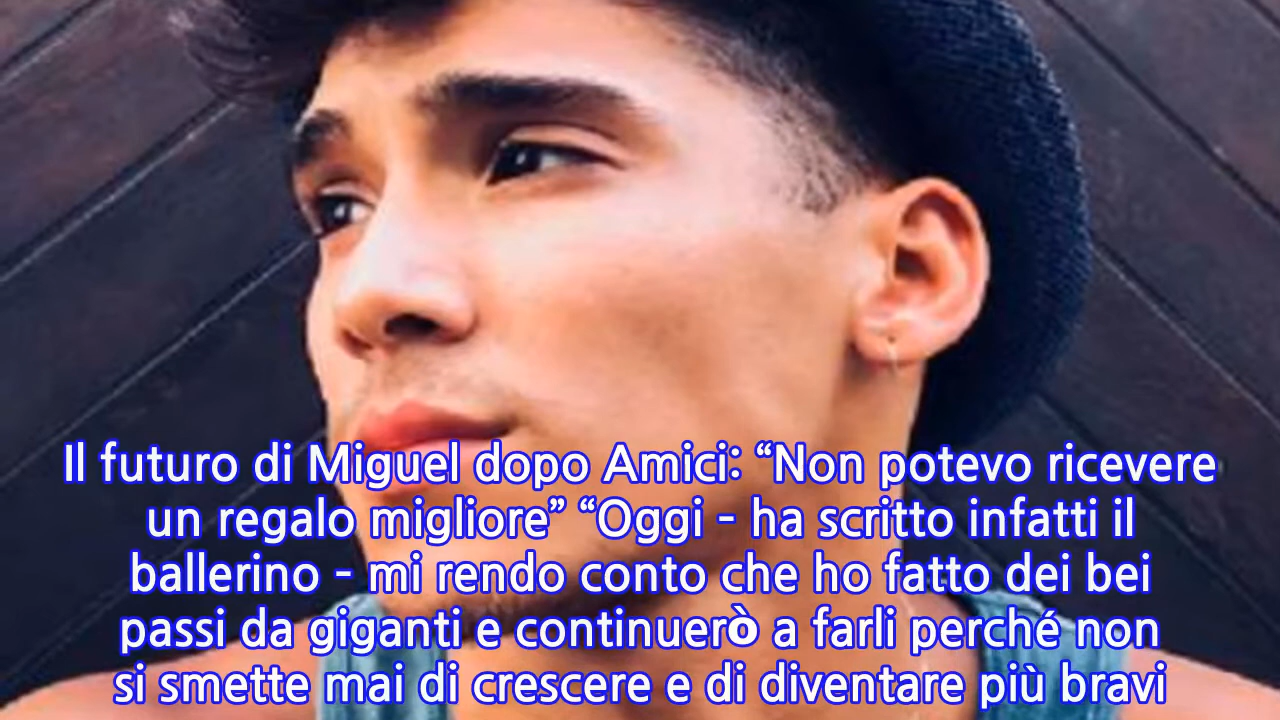 Il futuro di Miguel dopo Amici: “Non potevo ricevere
un regalo migliore” “Oggi - ha scritto infatti il
ballerino - mi rendo conto che ho fatto dei bei
passi da giganti e continuerò a farli perché non
si smette mai di crescere e di diventare più bravi